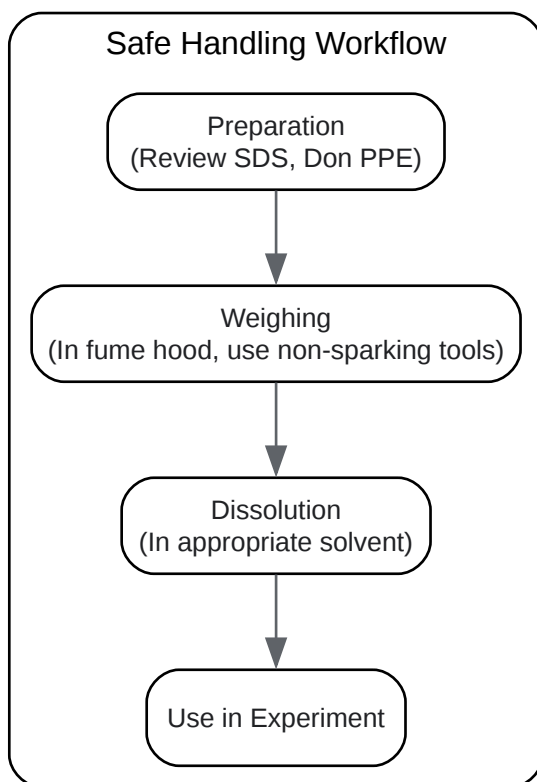 Safe Handling Workflow
Preparation
(Review SDS, Don PPE)
Weighing
(In fume hood, use non-sparking tools)
Dissolution
(In appropriate solvent)
Use in Experiment